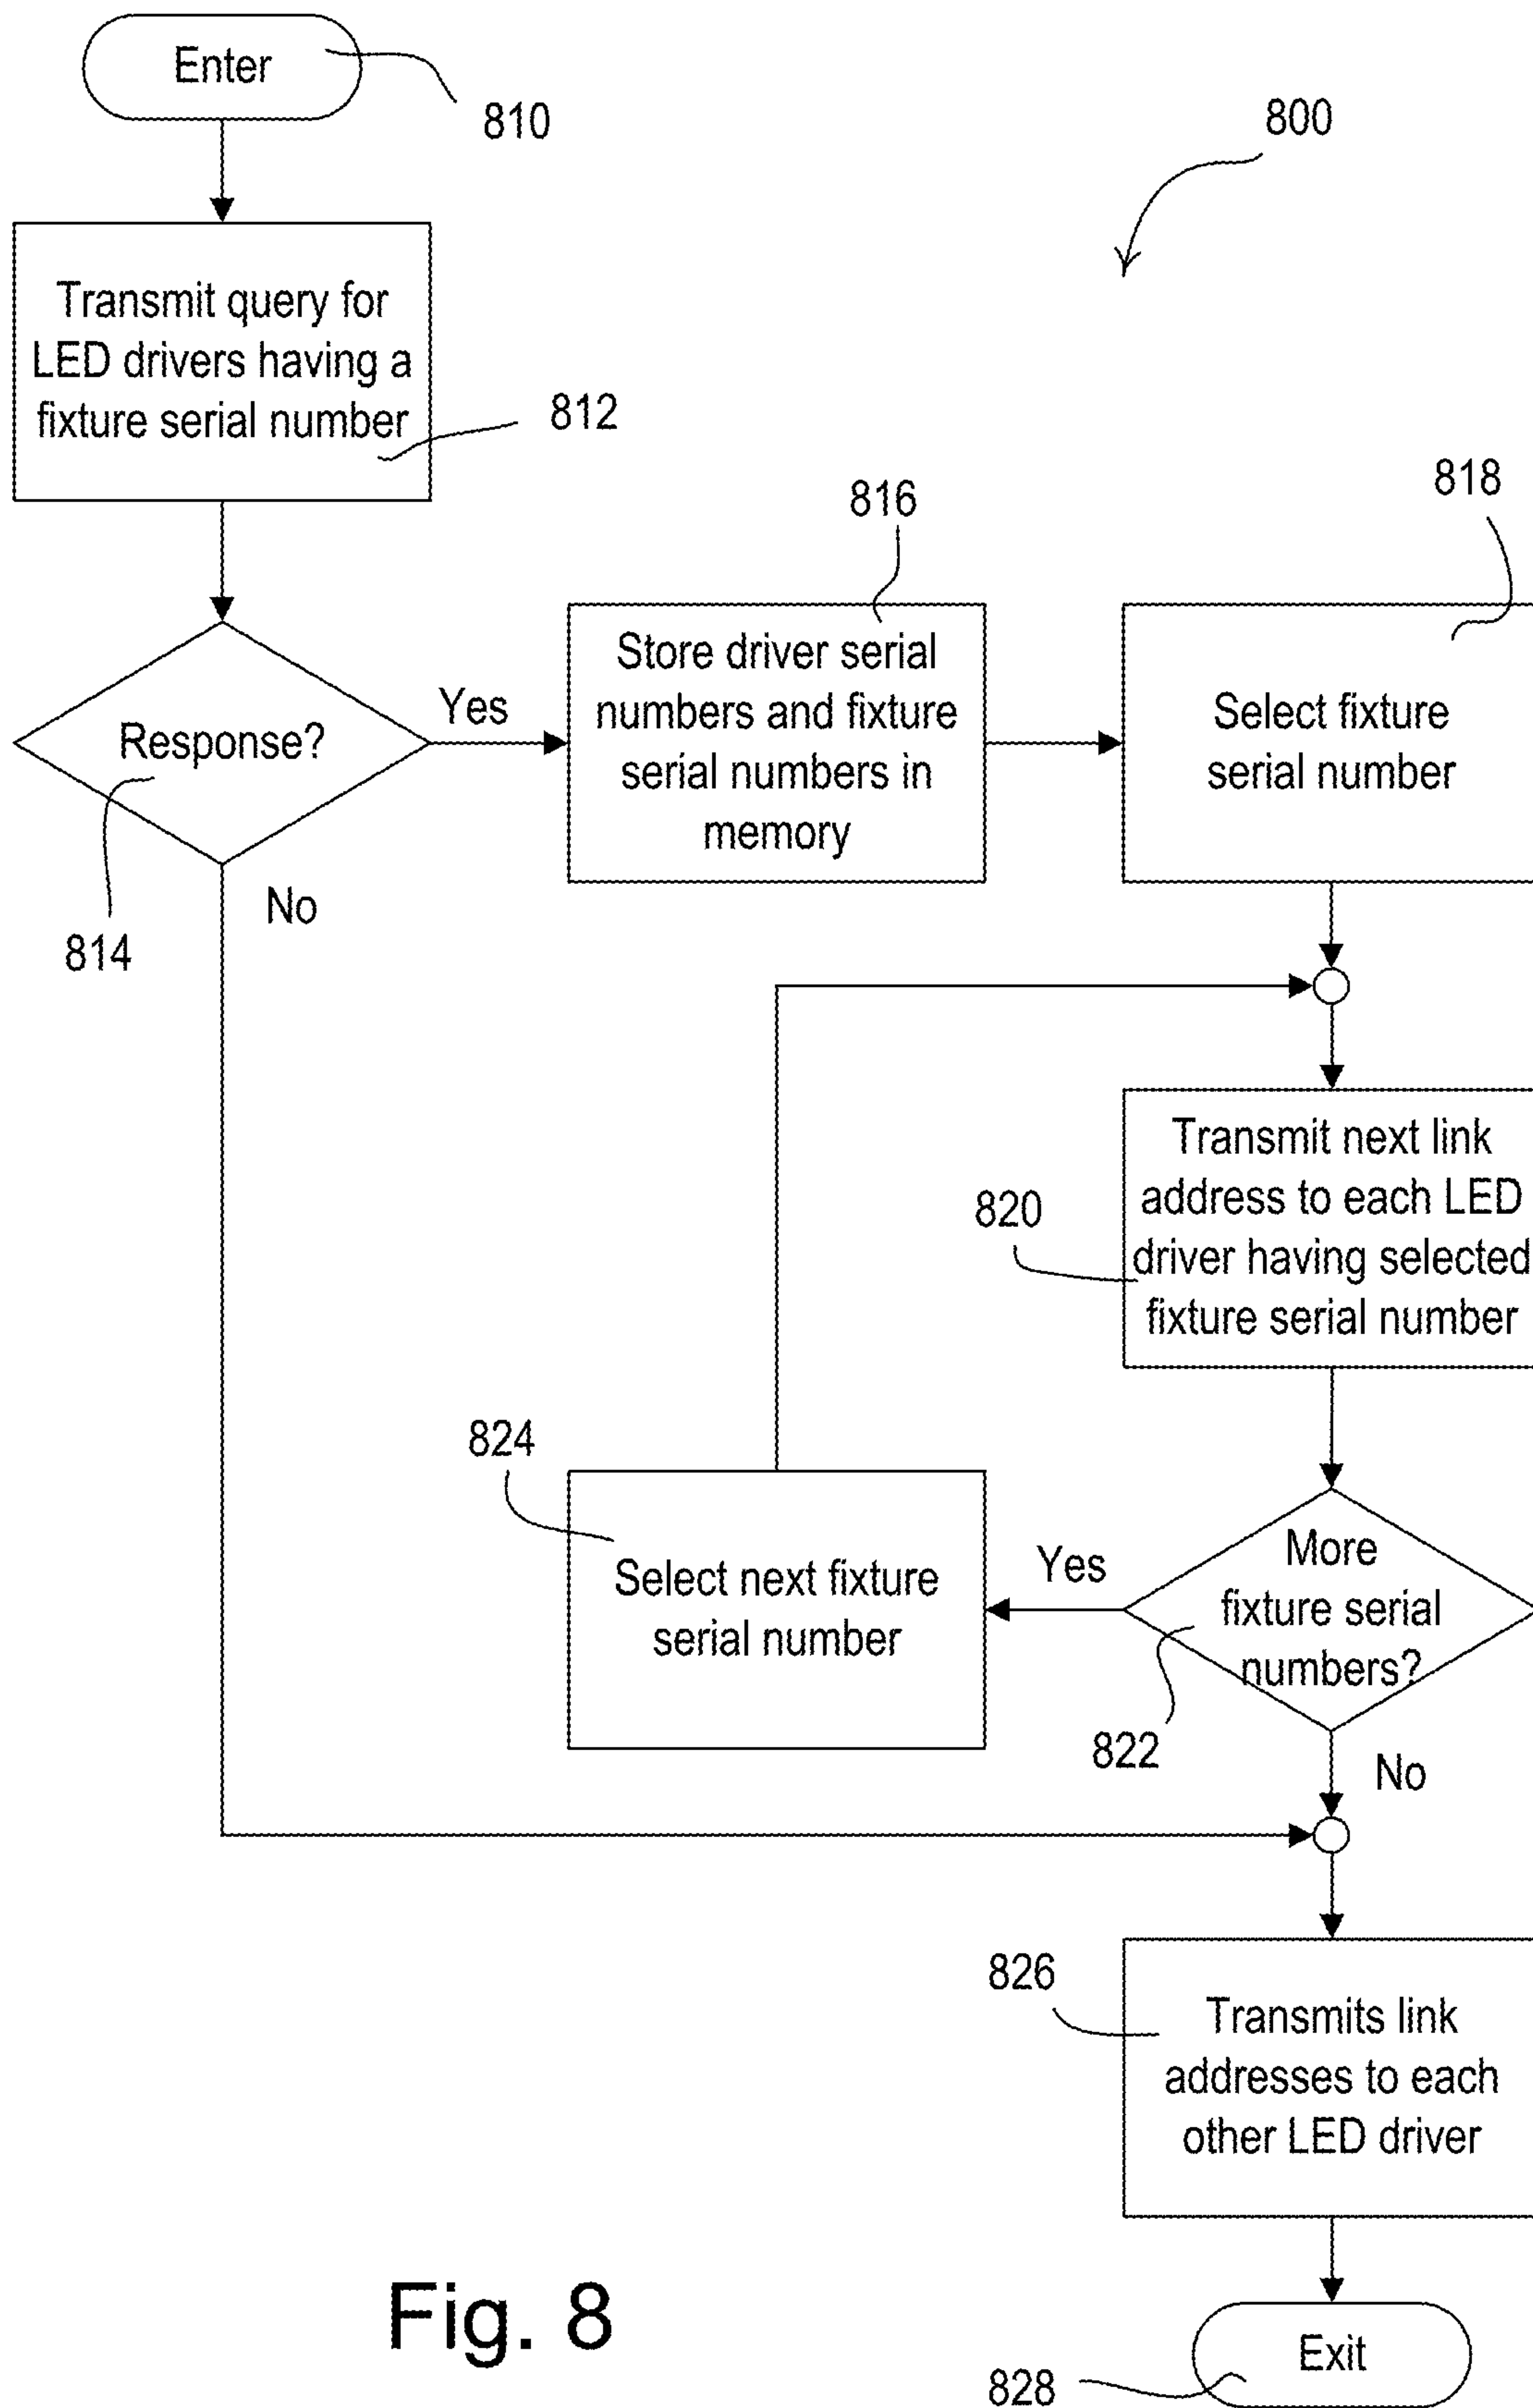 Enter
810
800
Transmit query for
LED drivers having a
fixture serial number
812
816
818
Response?
Yes
Store driver serial
numbers and fixture
serial numbers in
memory
Select fixture
serial number
No
814
Transmit next link
address to each LED
driver having selected
fixture serial number
820
824
Select next fixture
serial number
Yes
More
fixture serial
numbers?
822
No
826
Transmits link
addresses to each
other LED driver
Fig. 8
Exit
828